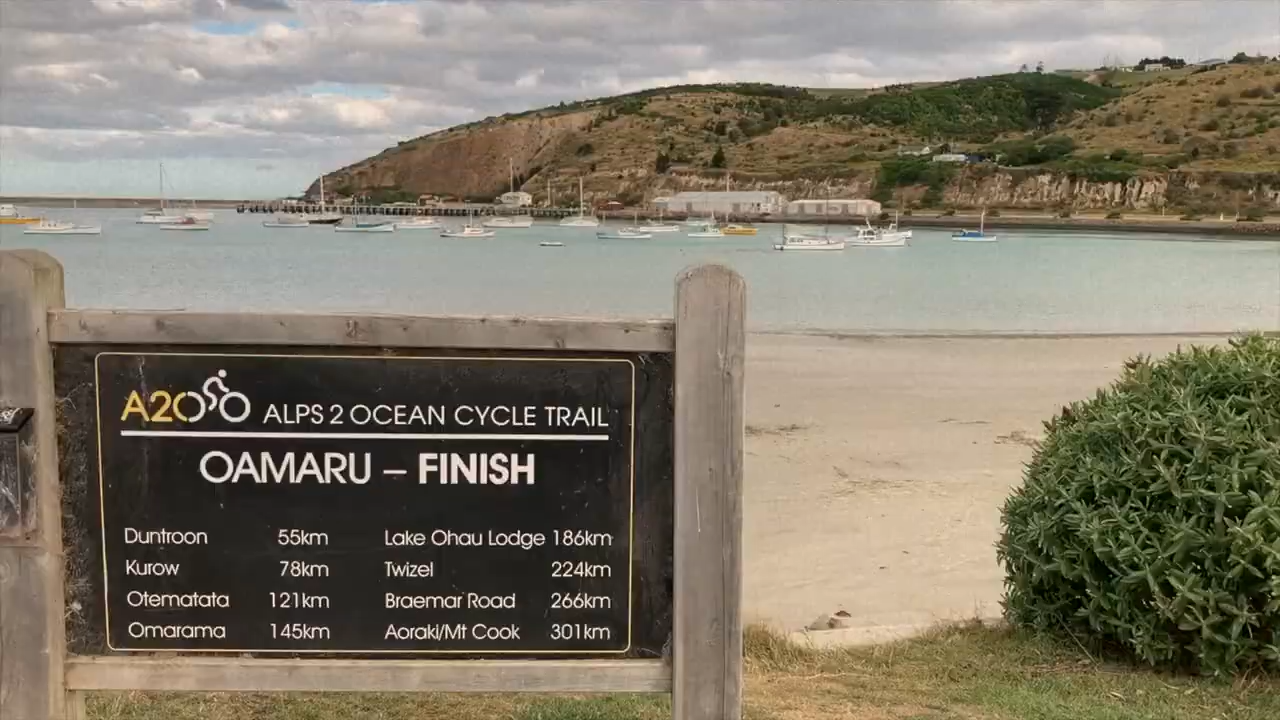 A2O ALPS 2 OCEAN CYCLE TRAIL
OAMARU – FINISH
Duntroon 55km Lake Ohau Lodge 186km
Kurow 78km Twizel 224km
Otematata 121km Braemar Road 266km
Omarama 145km Aoraki/Mt Cook 301km